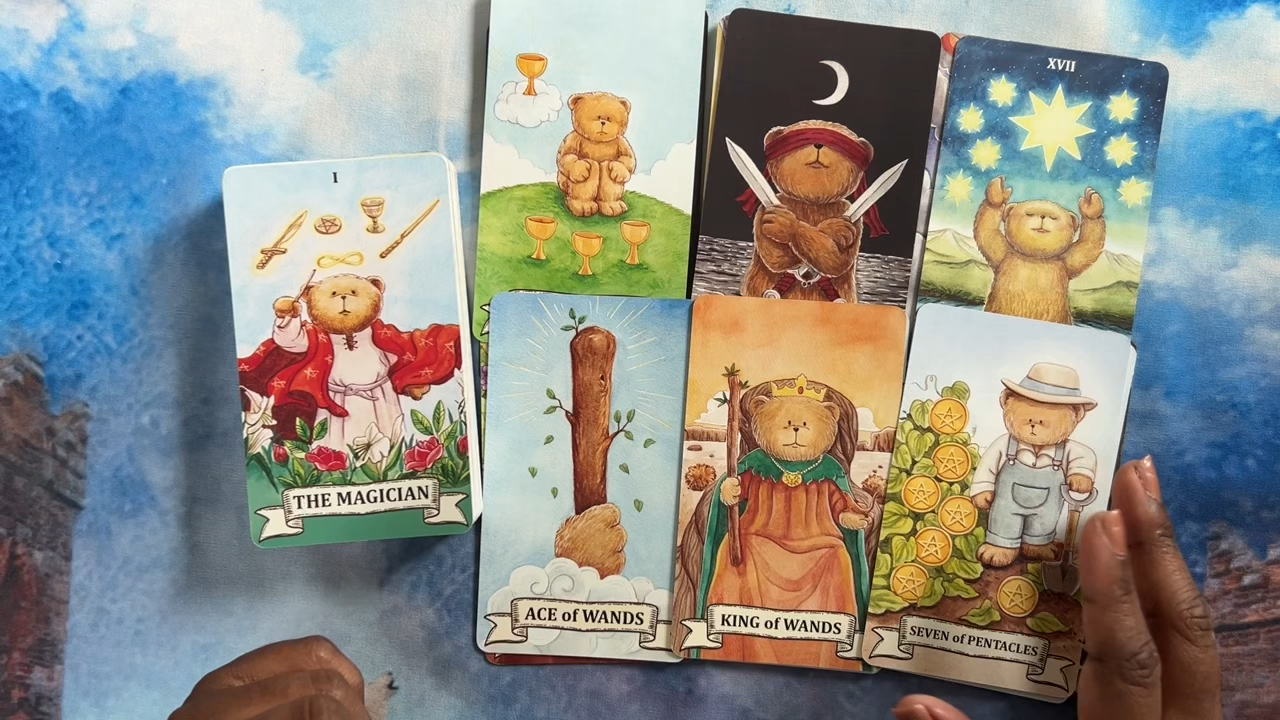 I
THE MAGICIAN
XVII
ACE of WANDS
KING of WANDS
SEVEN of PENTACLES